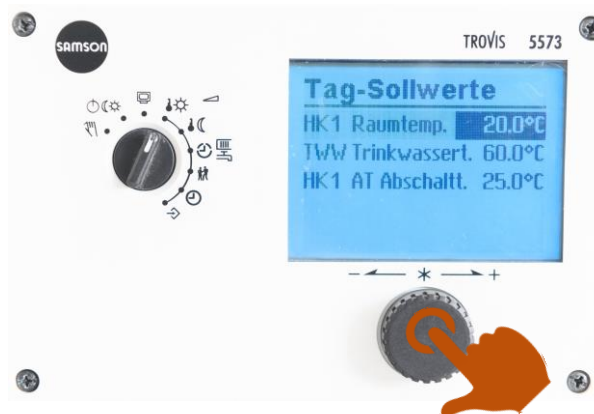 SAMSON
TROVIS 5573
Tag-Sollwerte
HK1 Raumtemp. 20.0°C
TWW Trinkwassert. 60.0°C
HK1 AT Abschaltt. 25.0°C
- * +